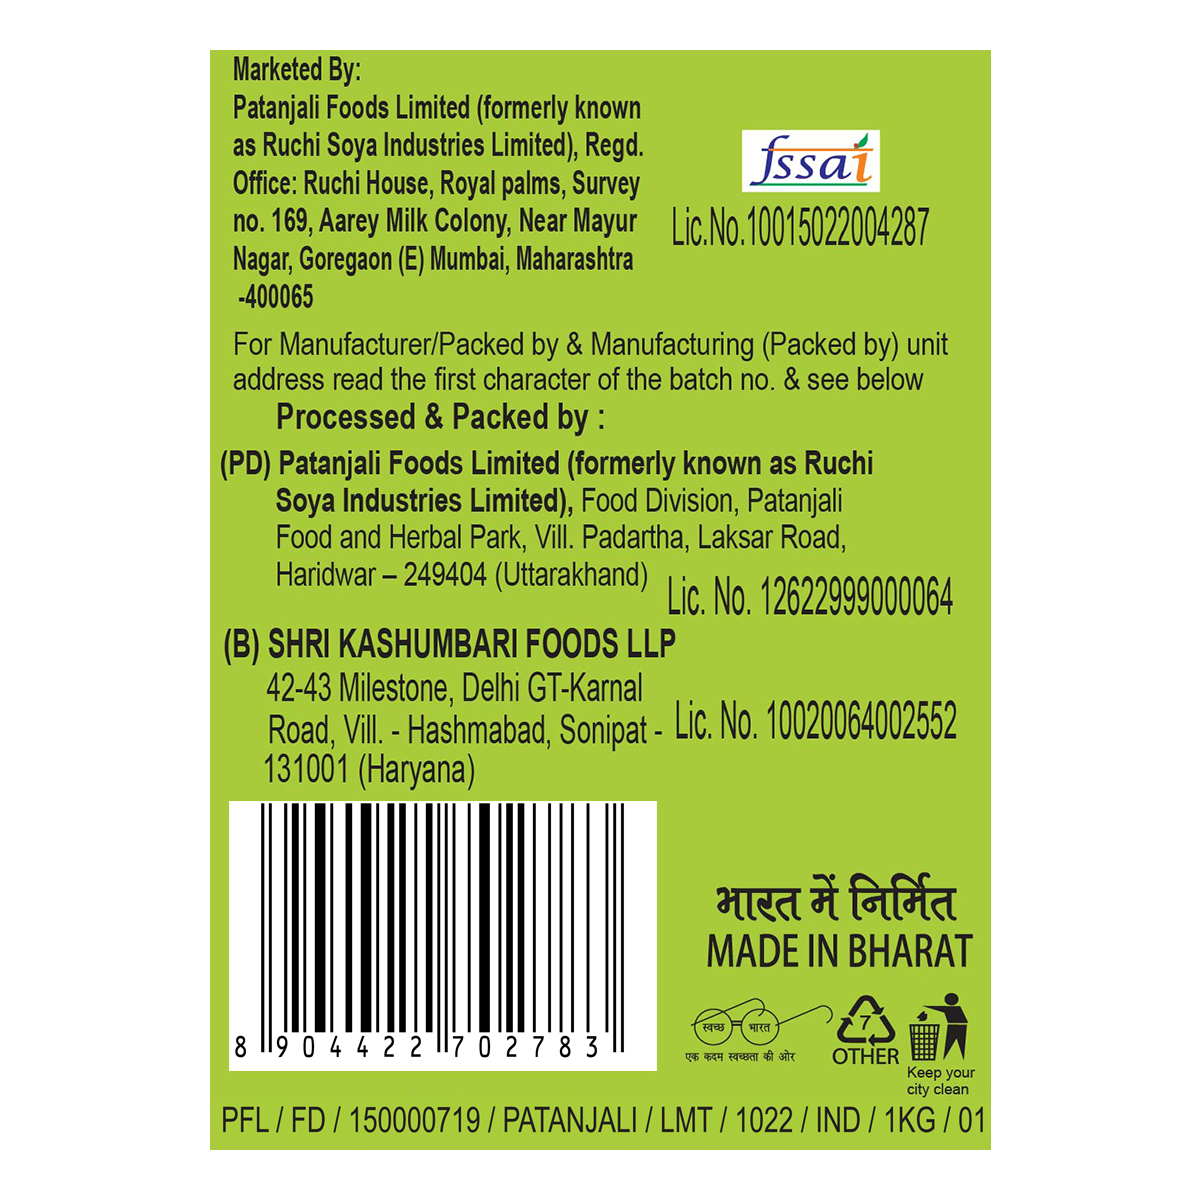 Marketed By:
Patanjali Foods Limited (formerly known
as Ruchi Soya Industries Limited), Regd.
Office: Ruchi House, Royal palms, Survey
no. 169, Aarey Milk Colony, Near Mayur
Nagar, Goregaon (E) Mumbai, Maharashtra
-400065
fssai
Lic.No.10015022004287
For Manufacturer/Packed by & Manufacturing (Packed by) unit
address read the first character of the batch no. & see below
Processed & Packed by :
(PD) Patanjali Foods Limited (formerly known as Ruchi
Soya Industries Limited), Food Division, Patanjali
Food and Herbal Park, Vill. Padartha, Laksar Road,
Haridwar – 249404 (Uttarakhand)
Lic. No. 12622999000064
(B) SHRI KASHUMBARI FOODS LLP
42-43 Milestone, Delhi GT-Karnal
Road, Vill. - Hashmabad, Sonipat -
131001 (Haryana)
Lic. No. 10020064002552
8 904422 702783
भारत में निर्मित
MADE IN BHARAT
स्वच्छ भारत
एक कदम स्वच्छता की ओर
7
OTHER
Keep your
city clean
PFL / FD / 150000719 / PATANJALI / LMT / 1022 / IND / 1KG / 01